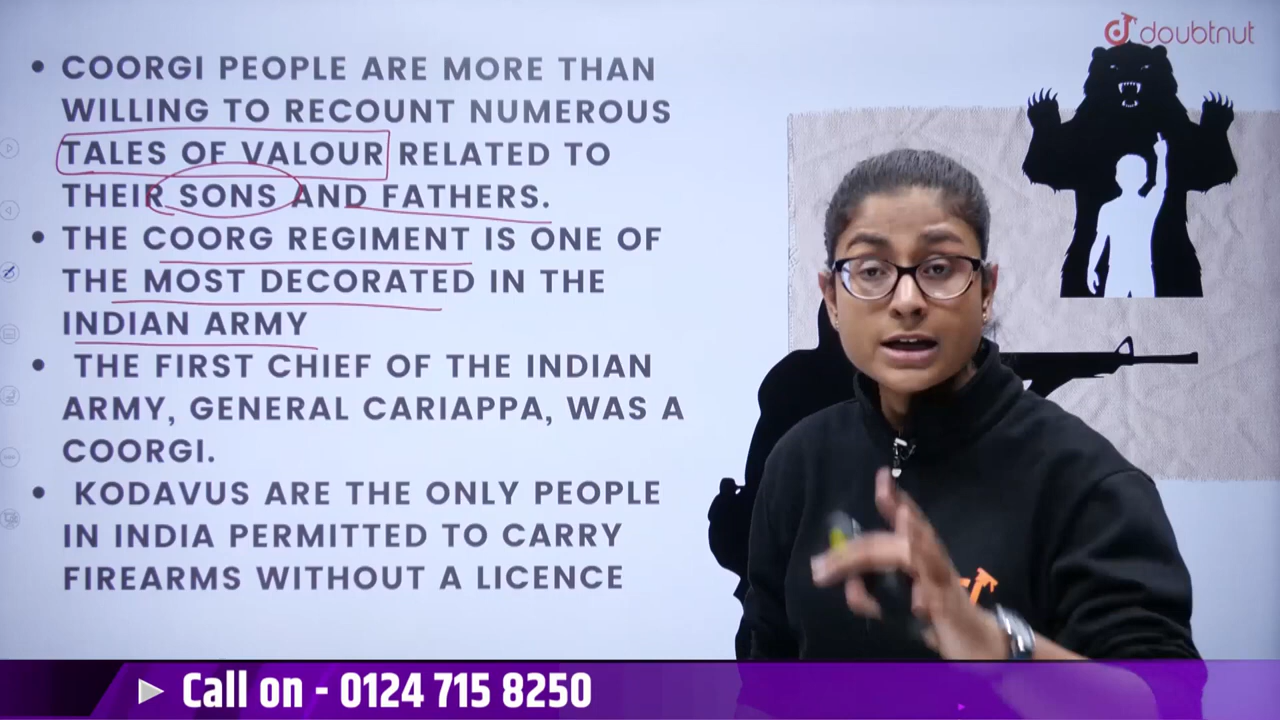 doubtnut
• COORGI PEOPLE ARE MORE THAN
WILLING TO RECOUNT NUMEROUS
TALES OF VALOUR RELATED TO
THEIR SONS AND FATHERS.
• THE COORG REGIMENT IS ONE OF
THE MOST DECORATED IN THE
INDIAN ARMY
• THE FIRST CHIEF OF THE INDIAN
ARMY, GENERAL CARIAPPA, WAS A
COORGI.
• KODAVUS ARE THE ONLY PEOPLE
IN INDIA PERMITTED TO CARRY
FIREARMS WITHOUT A LICENCE
Call on - 0124 715 8250